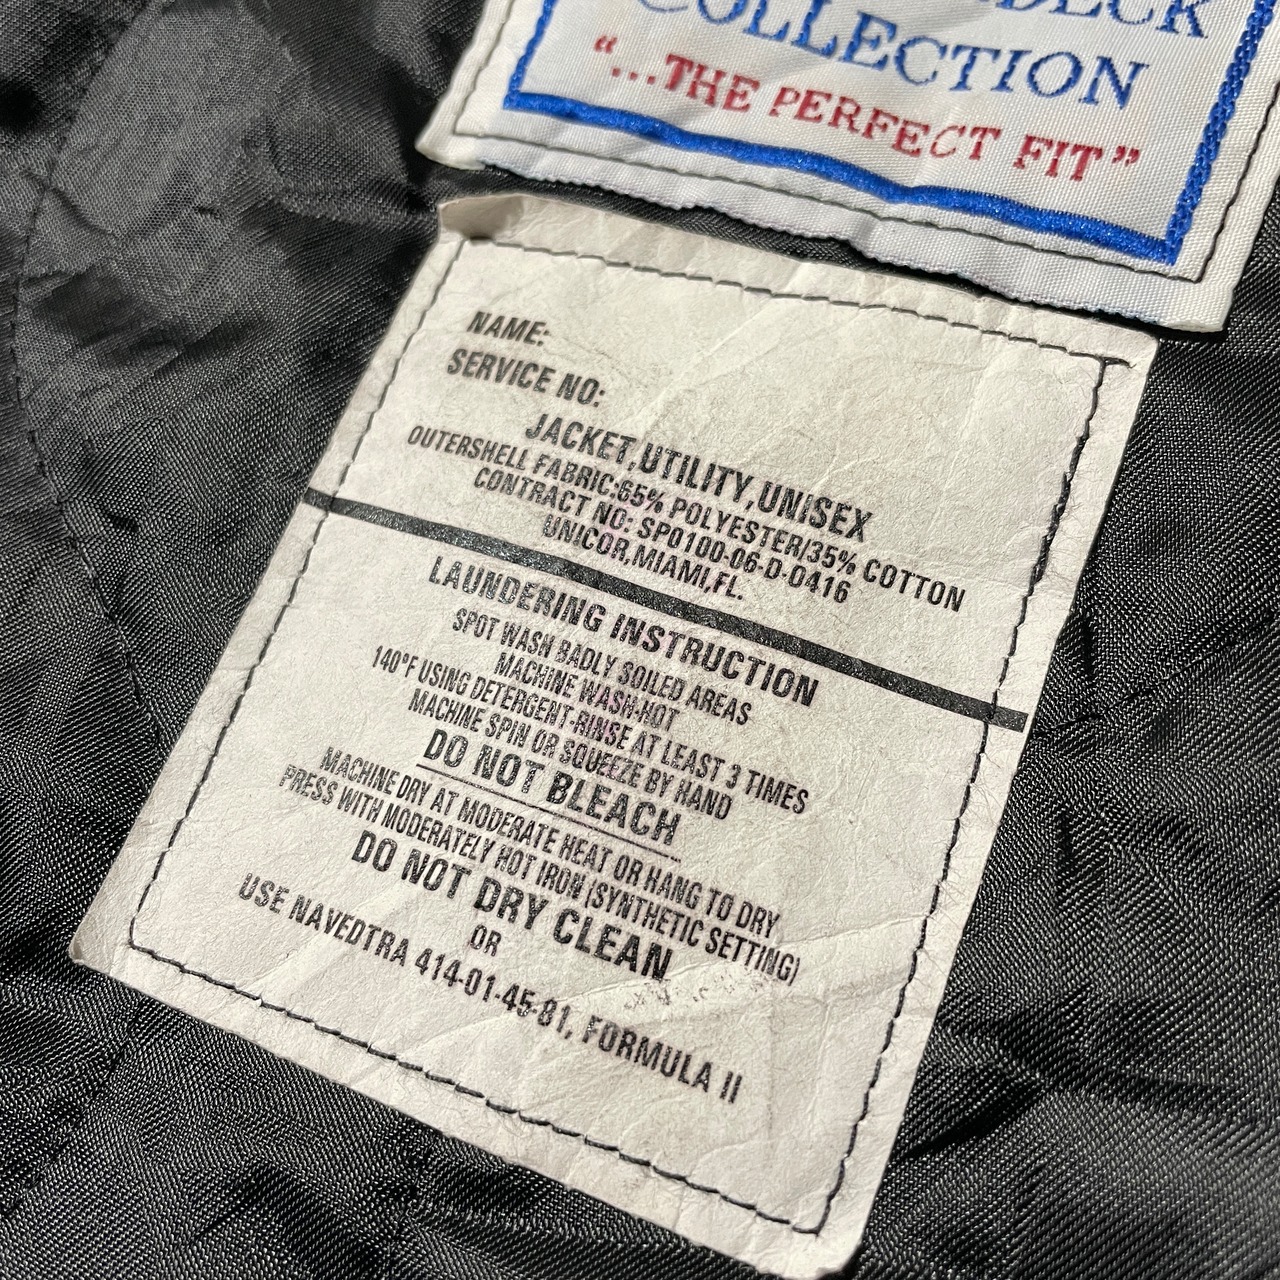 COLLECTION
"...THE PERFECT FIT"
NAME:
SERVICE NO:
JACKET,UTILITY,UNISEX
OUTERSHELL FABRIC:65% POLYESTER/35% COTTON
CONTRACT NO: SP0100-06-D-0416
UNICOR,MIAMI,FL.
LAUNDERING INSTRUCTION
SPOT WASH BADLY SOILED AREAS
MACHINE WASH-HOT
140°F USING DETERGENT-RINSE AT LEAST 3 TIMES
MACHINE SPIN OR SQUEEZE BY HAND
DO NOT BLEACH
MACHINE DRY AT MODERATE HEAT OR HANG TO DRY
PRESS WITH MODERATELY HOT IRON (SYNTHETIC SETTING)
DO NOT DRY CLEAN
OR
USE NAVEDTRA 414-01-45-81, FORMULA II